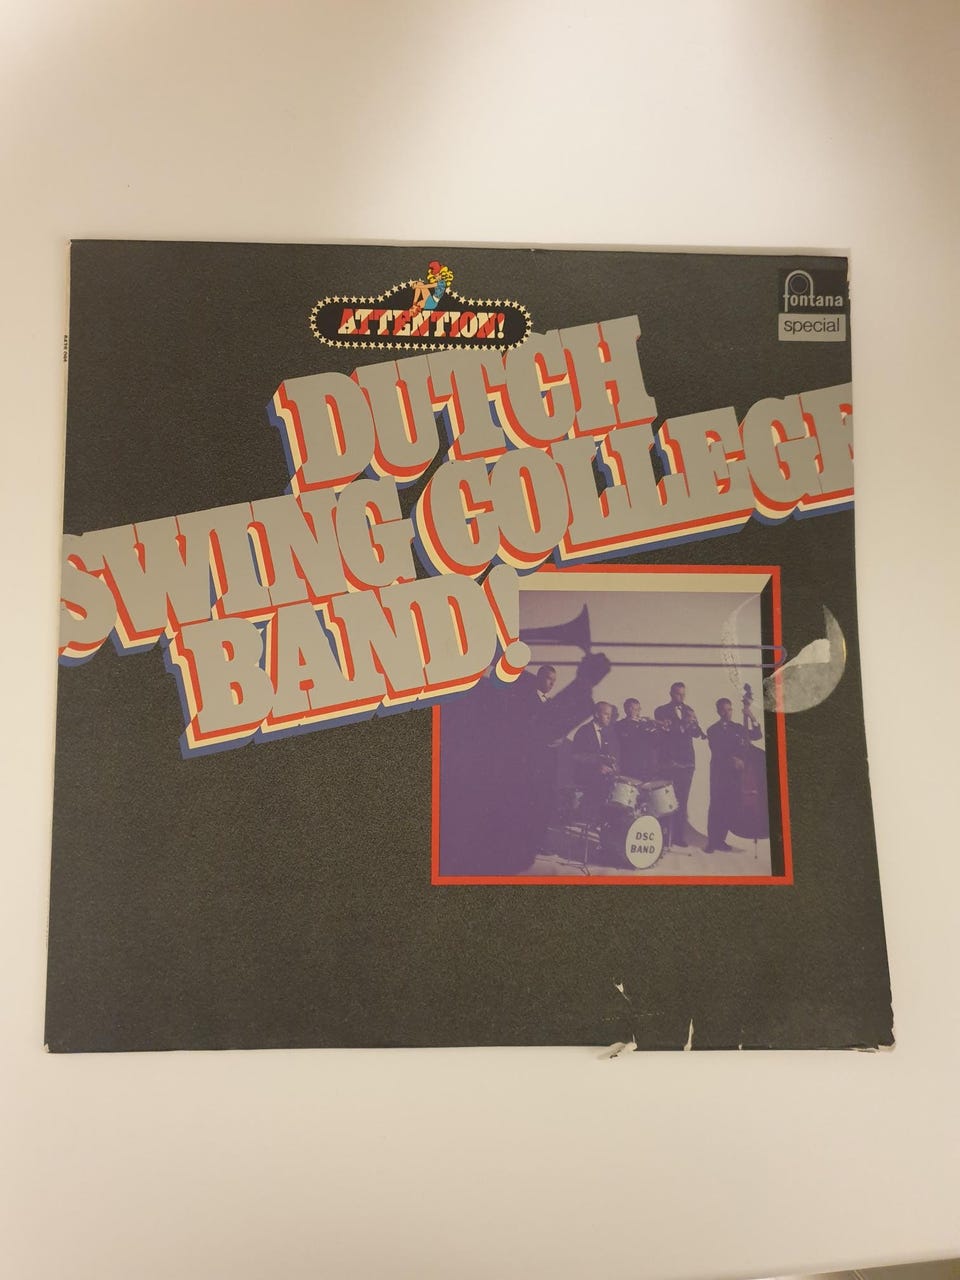 ATTENTION!
fontana
special
DUTCH
SWING COLLEGE
BAND!
DSC
BAND